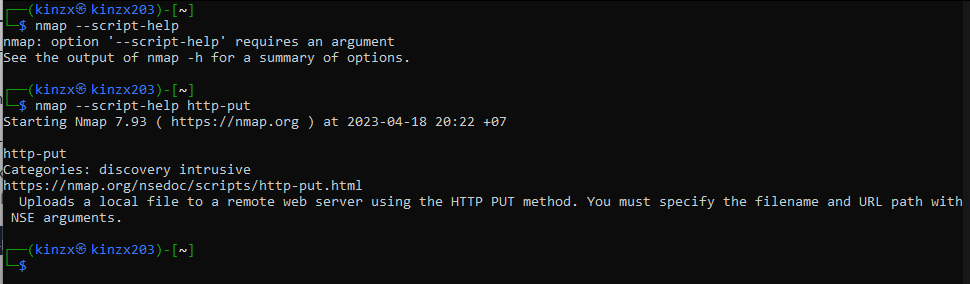 ┌──(kinzx㉿kinzx203)-[~]
└─$ nmap --script-help
nmap: option '--script-help' requires an argument
See the output of nmap -h for a summary of options.
┌──(kinzx㉿kinzx203)-[~]
└─$ nmap --script-help http-put
Starting Nmap 7.93 ( https://nmap.org ) at 2023-04-18 20:22 +07
http-put
Categories: discovery intrusive
https://nmap.org/nsedoc/scripts/http-put.html
  Uploads a local file to a remote web server using the HTTP PUT method. You must specify the filename and URL path with
 NSE arguments.
┌──(kinzx㉿kinzx203)-[~]
└─$